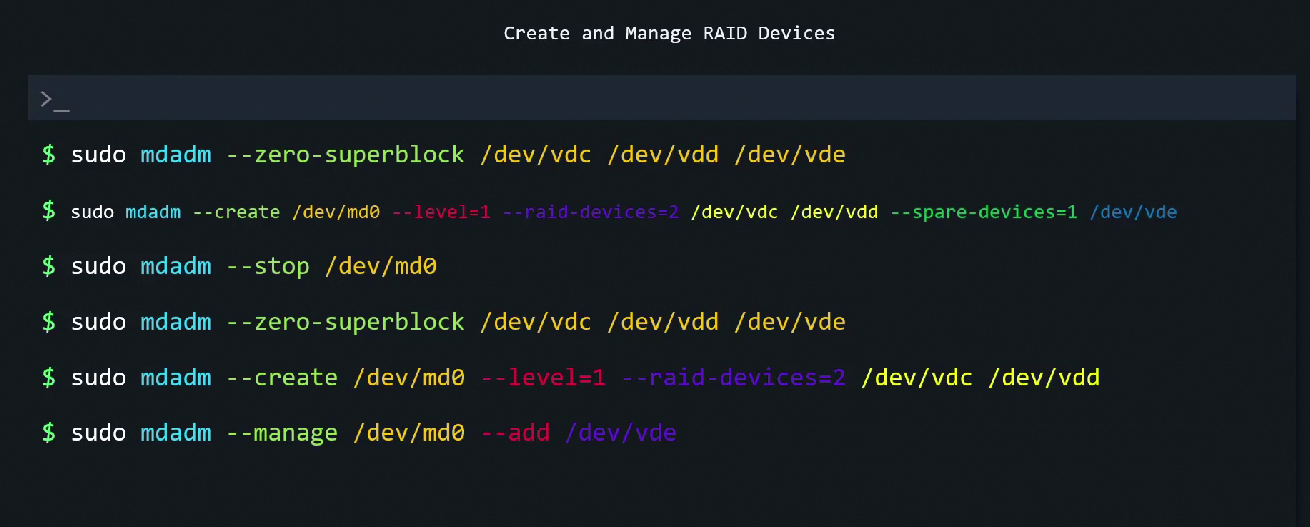 Create and Manage RAID Devices
>_
$ sudo mdadm --zero-superblock /dev/vdc /dev/vdd /dev/vde
$ sudo mdadm --create /dev/md0 --level=1 --raid-devices=2 /dev/vdc /dev/vdd --spare-devices=1 /dev/vde
$ sudo mdadm --stop /dev/md0
$ sudo mdadm --zero-superblock /dev/vdc /dev/vdd /dev/vde
$ sudo mdadm --create /dev/md0 --level=1 --raid-devices=2 /dev/vdc /dev/vdd
$ sudo mdadm --manage /dev/md0 --add /dev/vde